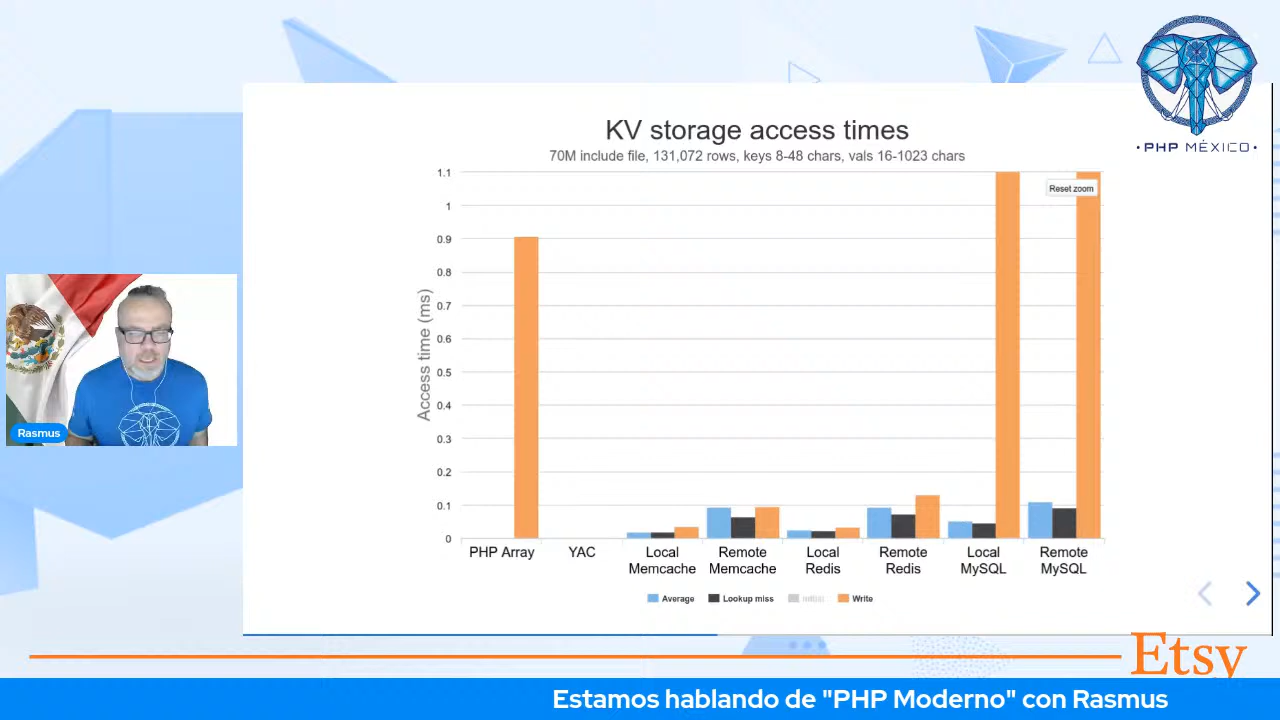 KV storage access times
70M include file, 131,072 rows, keys 8-48 chars, vals 16-1023 chars
Access time (ms)
1.1
1
0.9
0.8
0.7
0.6
0.5
0.4
0.3
0.2
0.1
0
Reset zoom
PHP Array
YAC
Local Memcache
Remote Memcache
Local Redis
Remote Redis
Local MySQL
Remote MySQL
Average
Lookup miss
Initial
Write
• PHP MÉXICO •
Rasmus
Etsy
Estamos hablando de "PHP Moderno" con Rasmus